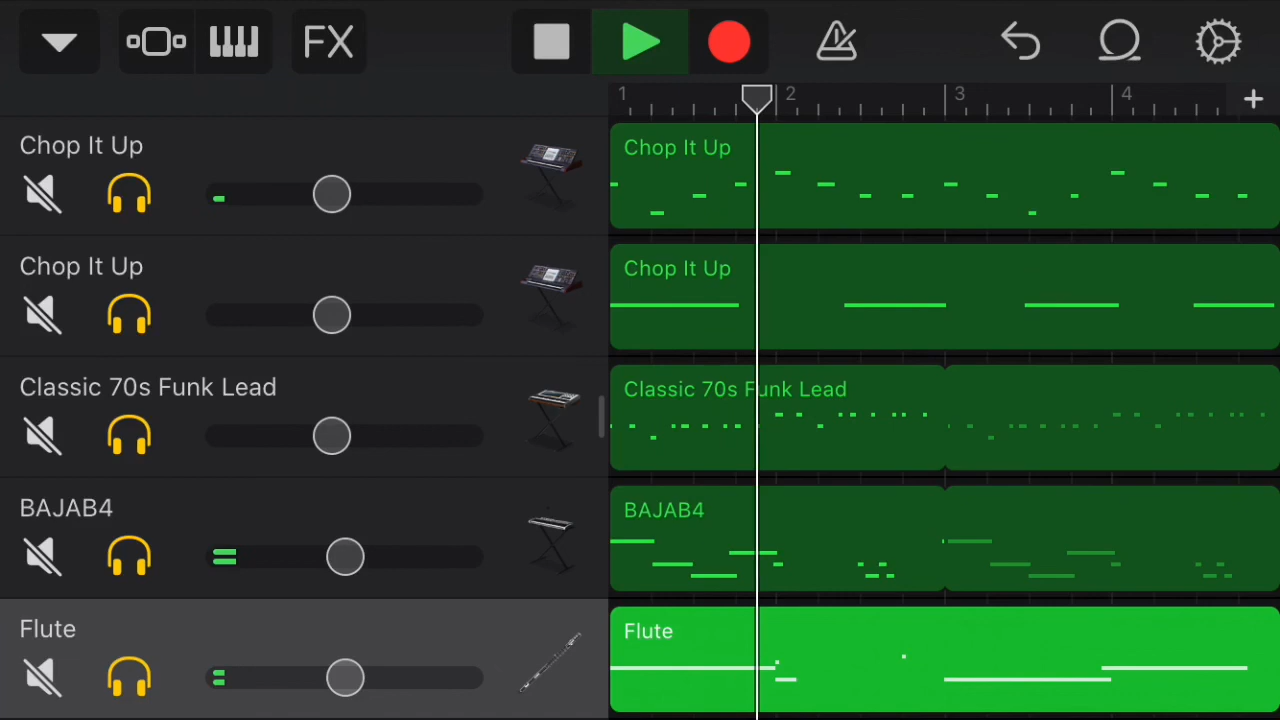 FX
1 2 3 4 +
Chop It Up
Chop It Up
Chop It Up
Chop It Up
Classic 70s Funk Lead
Classic 70s Funk Lead
BAJAB4
BAJAB4
Flute
Flute